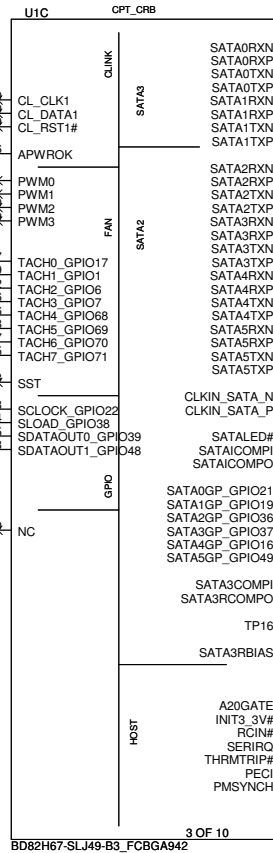 U1C
CPT_CRB
CLINK
CL_CLK1
CL_DATA1
CL_RST1#
APWROK
FAN
PWM0
PWM1
PWM2
PWM3
TACH0_GPIO17
TACH1_GPIO1
TACH2_GPIO6
TACH3_GPIO7
TACH4_GPIO68
TACH5_GPIO69
TACH6_GPIO70
TACH7_GPIO71
SST
SCLOCK_GPIO22
SLOAD_GPIO38
SDATAOUT0_GPIO39
SDATAOUT1_GPIO48
GPIO
NC
SATA3
SATA0RXN
SATA0RXP
SATA0TXN
SATA0TXP
SATA1RXN
SATA1RXP
SATA1TXN
SATA1TXP
SATA2
SATA2RXN
SATA2RXP
SATA2TXN
SATA2TXP
SATA3RXN
SATA3RXP
SATA3TXN
SATA3TXP
SATA4RXN
SATA4RXP
SATA4TXN
SATA4TXP
SATA5RXN
SATA5RXP
SATA5TXN
SATA5TXP
CLKIN_SATA_N
CLKIN_SATA_P
SATALED#
SATAICOMPI
SATAICOMPO
SATA0GP_GPIO21
SATA1GP_GPIO19
SATA2GP_GPIO36
SATA3GP_GPIO37
SATA4GP_GPIO16
SATA5GP_GPIO49
SATA3COMPI
SATA3RCOMPO
TP16
SATA3RBIAS
HOST
A20GATE
INIT3_3V#
RCIN#
SERIRQ
THRMTRIP#
PECI
PMSYNCH
3 OF 10
BD82H67-SLJ49-B3_FCBGA942